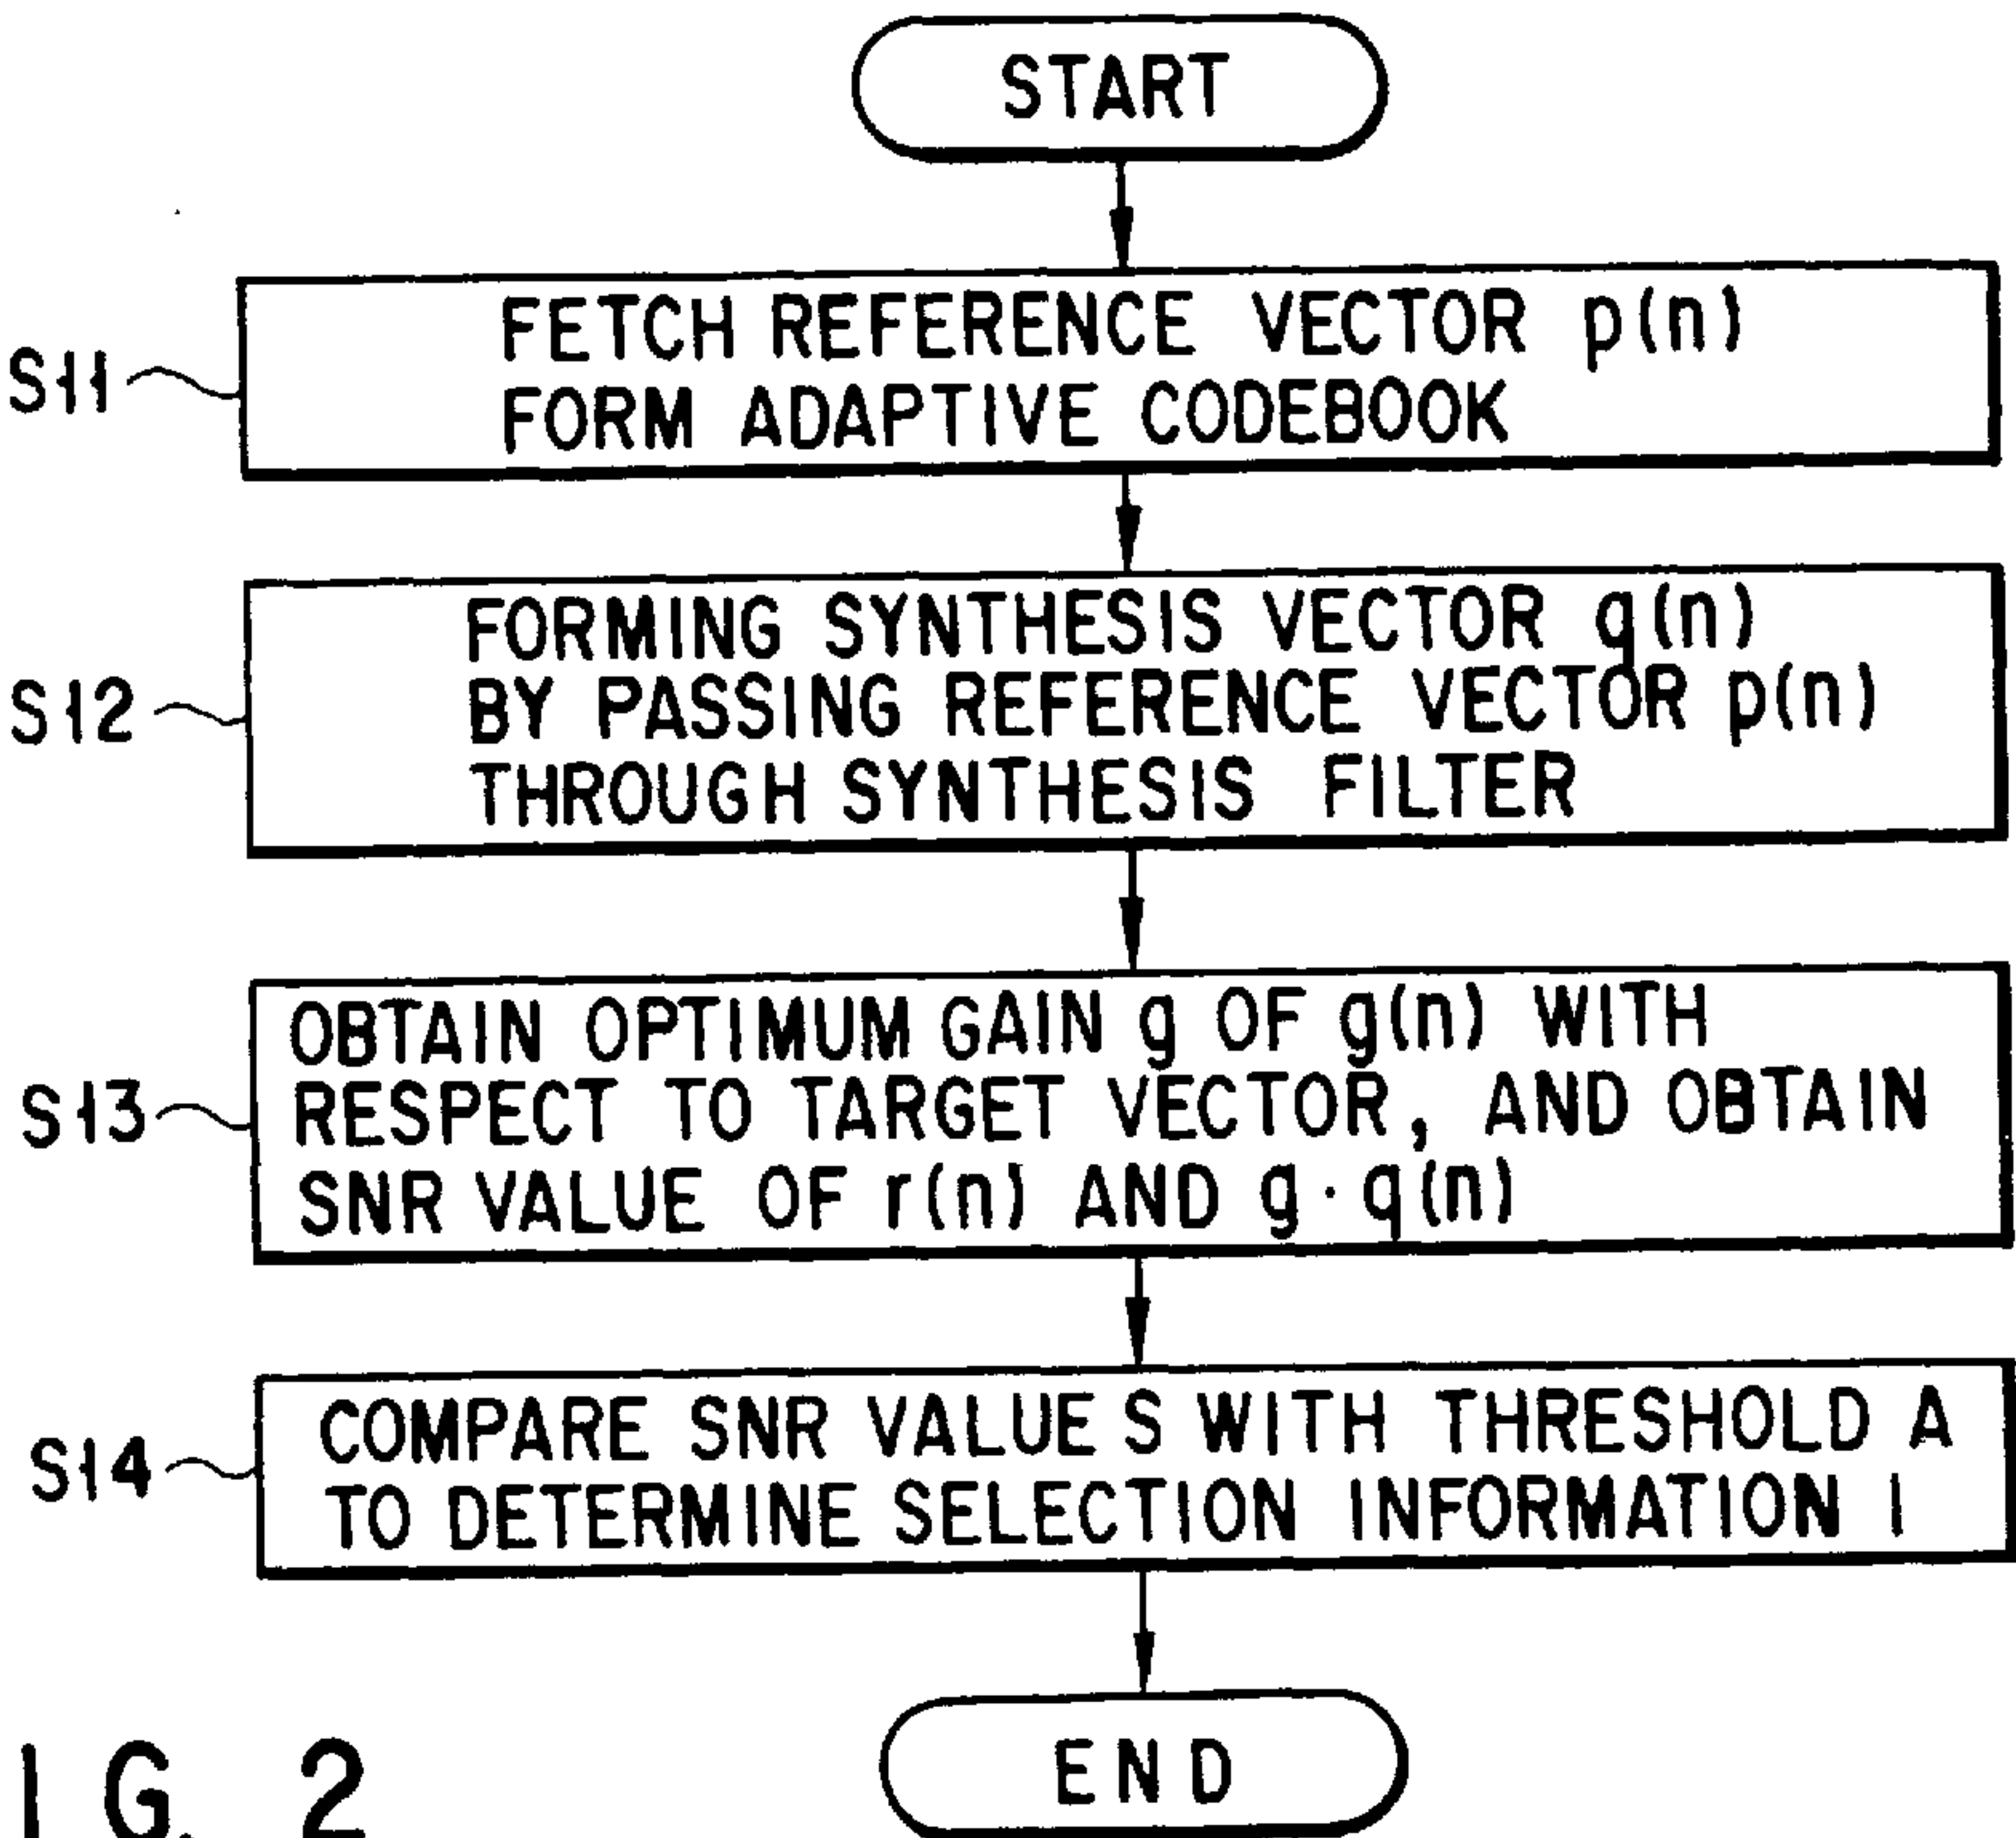 START
S11
FETCH REFERENCE VECTOR p(n)
FORM ADAPTIVE CODEBOOK
S12
FORMING SYNTHESIS VECTOR q(n)
BY PASSING REFERENCE VECTOR p(n)
THROUGH SYNTHESIS FILTER
S13
OBTAIN OPTIMUM GAIN g OF g(n) WITH
RESPECT TO TARGET VECTOR, AND OBTAIN
SNR VALUE OF r(n) AND g · q(n)
S14
COMPARE SNR VALUE S WITH THRESHOLD A
TO DETERMINE SELECTION INFORMATION I
END
IG. 2